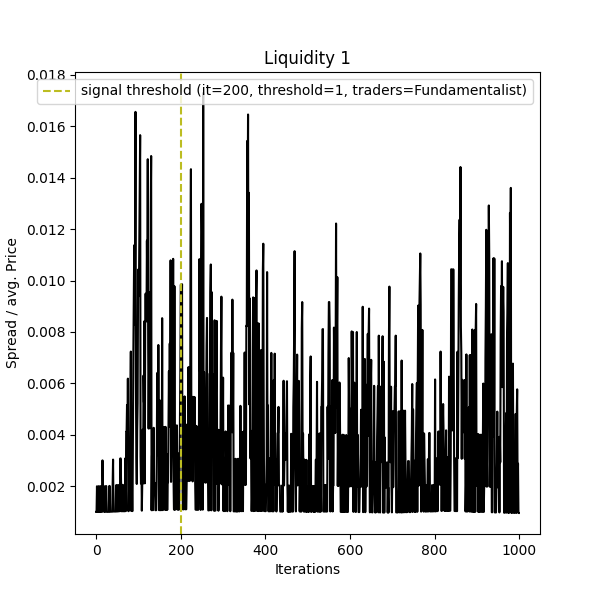 Liquidity 1
signal threshold (it=200, threshold=1, traders=Fundamentalist)
0.018
0.016
0.014
0.012
0.010
0.008
0.006
0.004
0.002
Spread / avg. Price
0 200 400 600 800 1000
Iterations